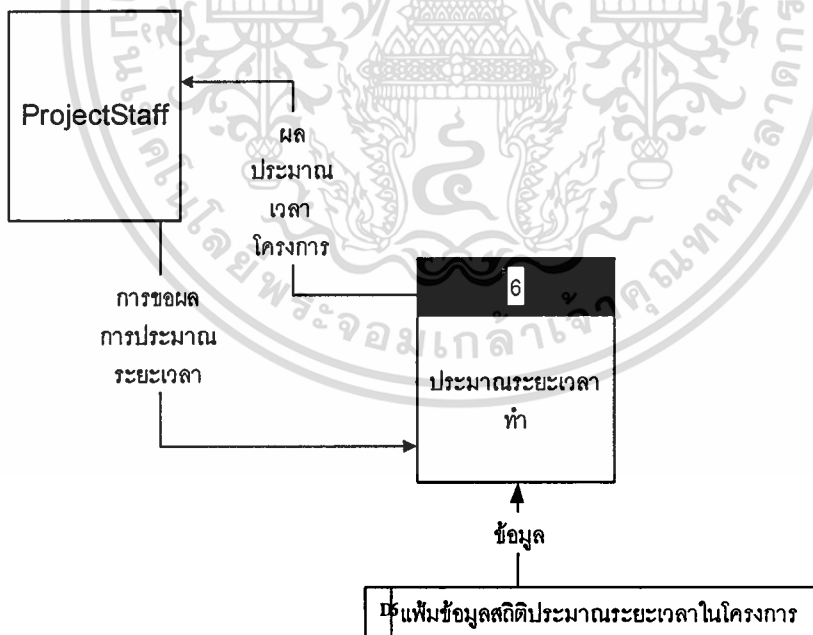 ProjectStaff
ผล
ประมาณ
เวลา
โครงการ
การขอผล
การประมาณ
ระยะเวลา
6
ประมาณระยะเวลา
ทำ
ข้อมูล
แฟ้มข้อมูลสถิติประมาณระยะเวลาในโครงการ